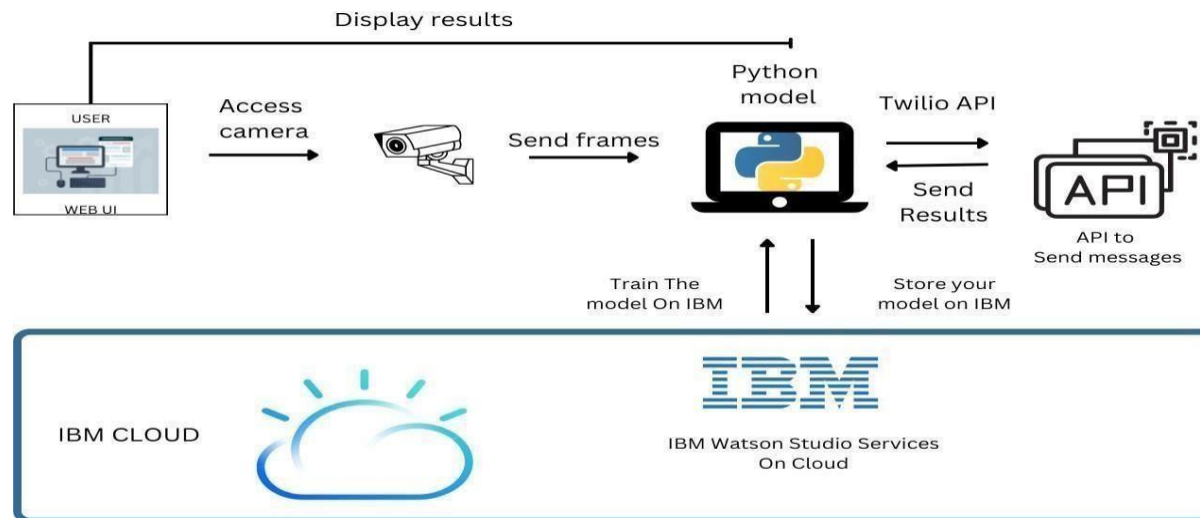 Display results
USER
WEB UI
Access
camera
Send frames
Python
model
Twilio API
Send
Results
API
API to
Send messages
Train The
model On IBM
Store your
model on IBM
IBM CLOUD
IBM
IBM Watson Studio Services
On Cloud